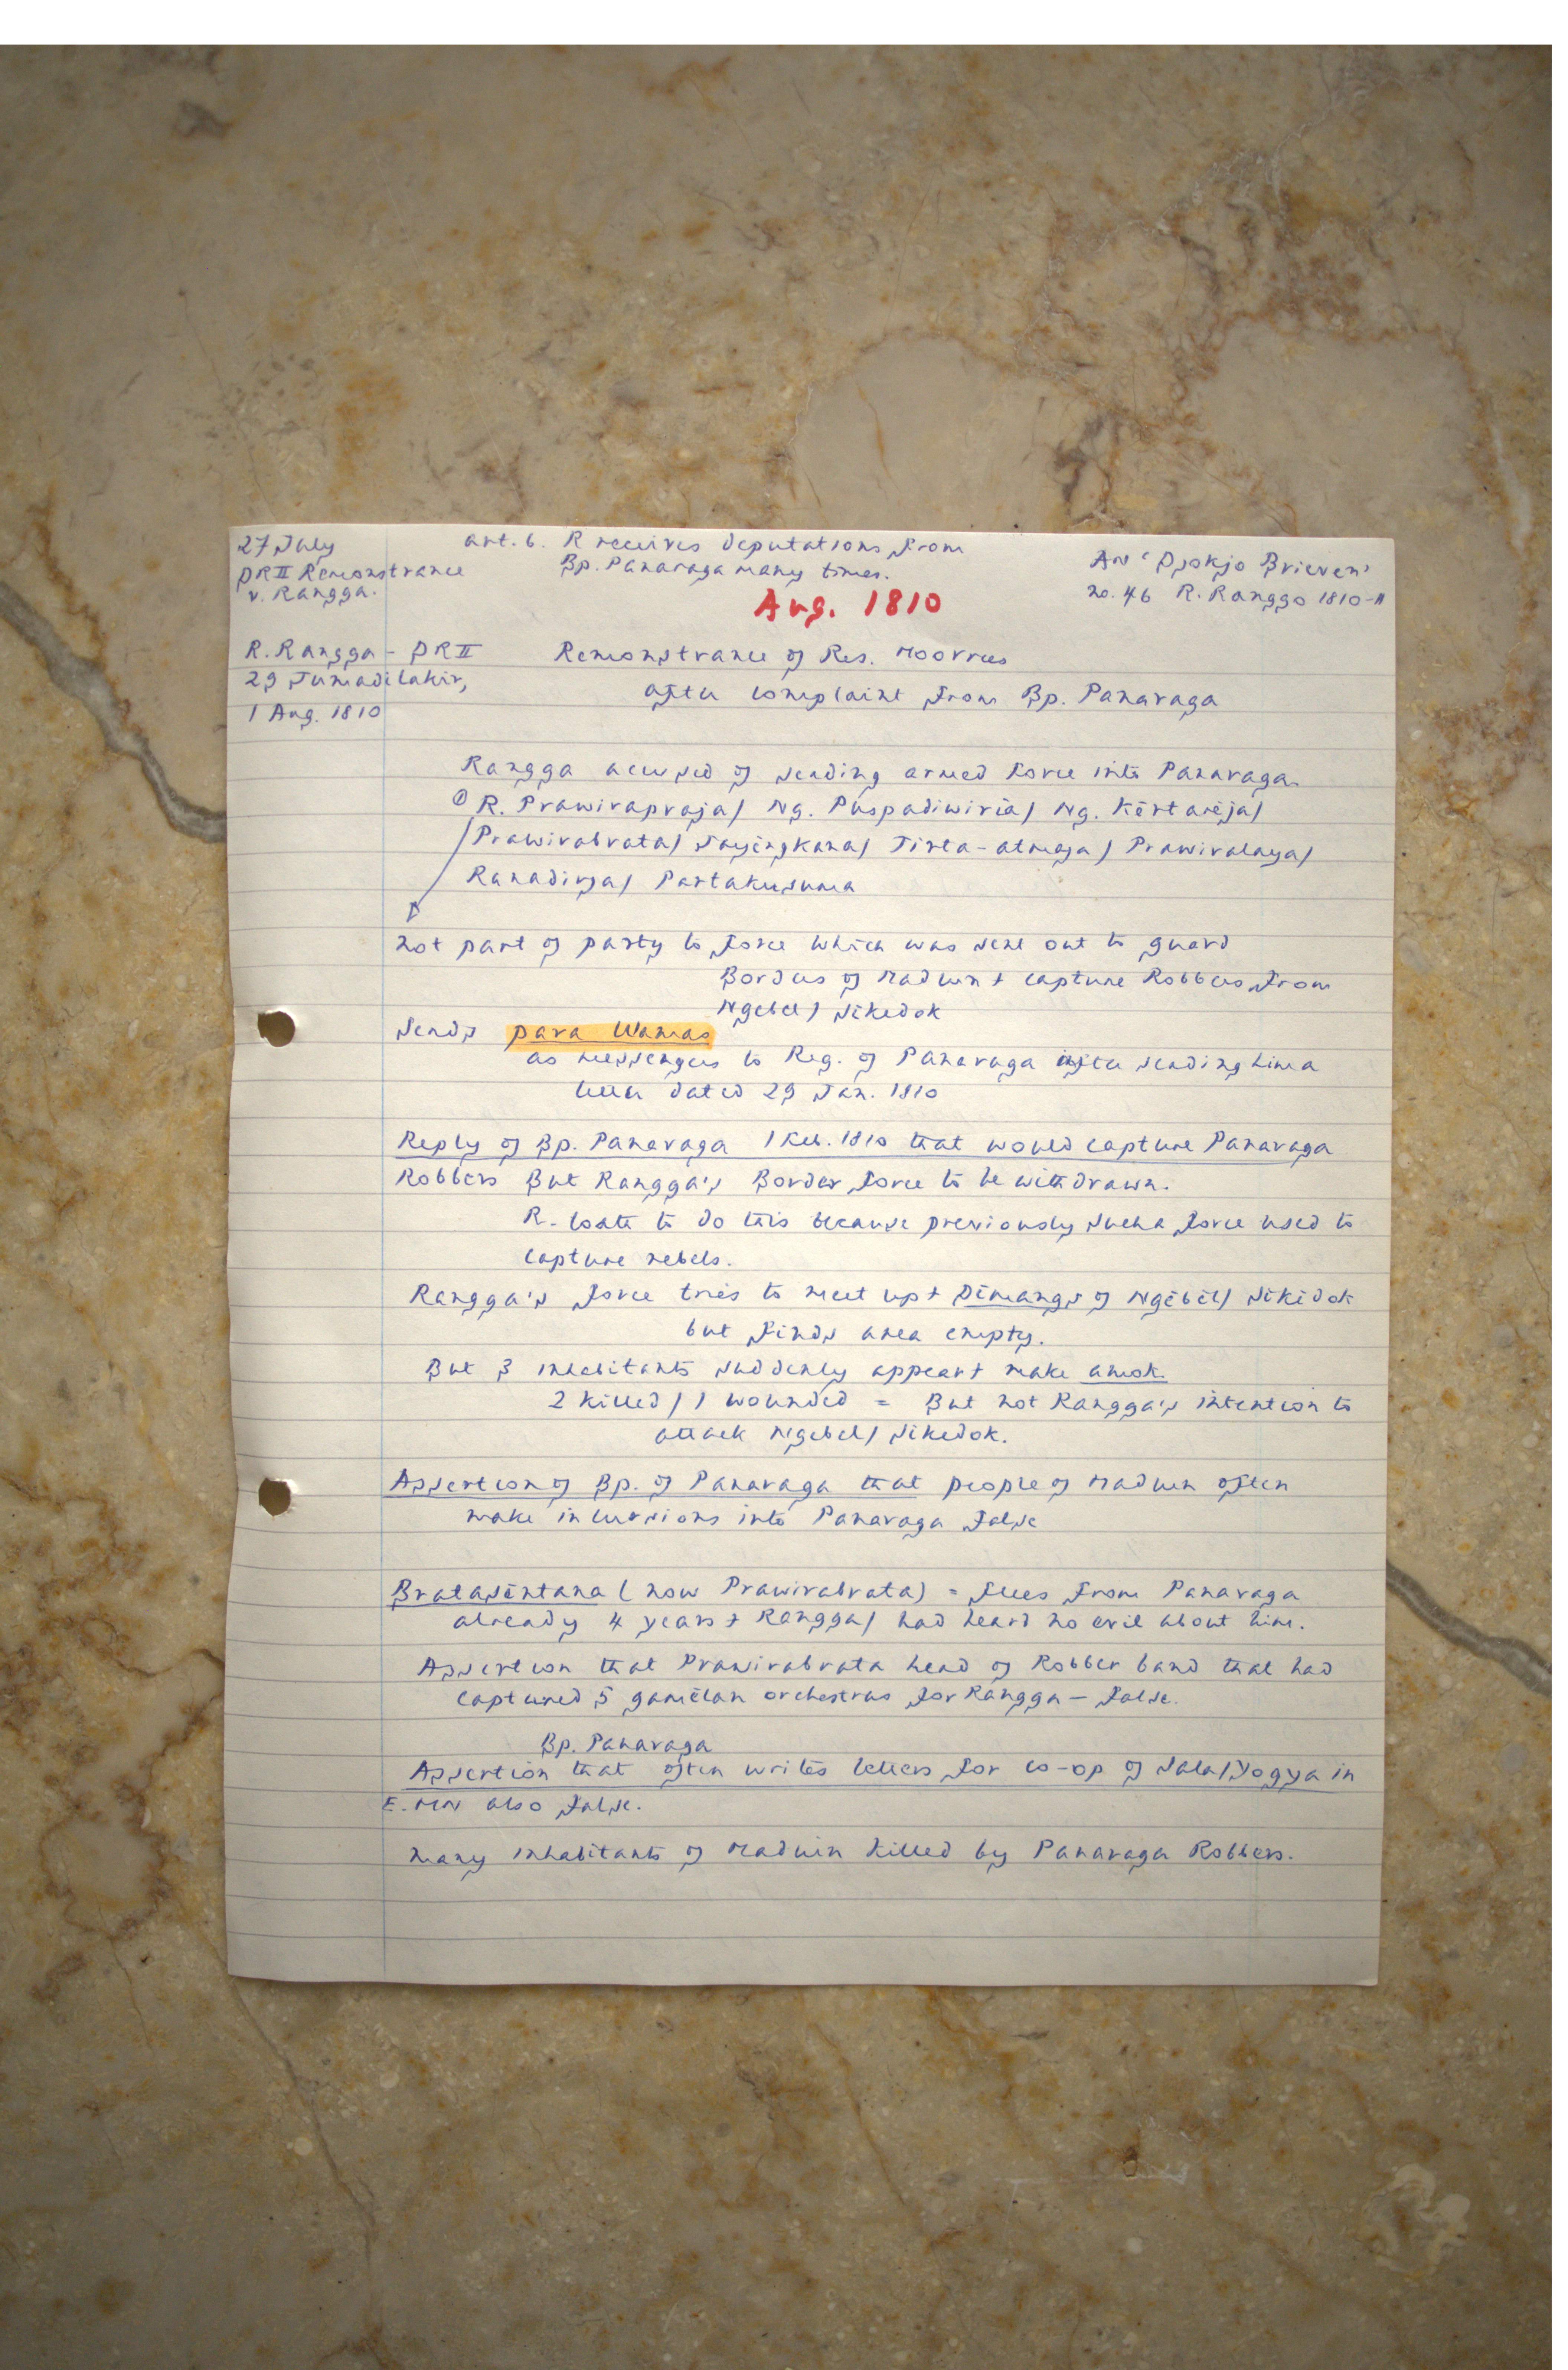 27 July
DR II Remonstrance
v. Rangga.
art. 6. R receives deputations from
Bp. Panaraga many times.
Aug. 1810
AN 'Djokjo Brieven'
no. 46 R. Ranggo 1810-11
R. Rangga - DR II
29 Jumadilakir,
1 Aug. 1810
Remonstrance of Res. Moorrees
after complaint from Bp. Panaraga
Rangga accused of sending armed force into Panaraga
R. Prawirapraja/ Ng. Puspadiwiria/ Ng. Kĕrtarĕja/
Prawirabrata/ Jayengkara/ Tirta-atmaja/ Prawiralaya/
Ranadirja/ Partakusuma
not part of party to force which was sent out to guard
Borders of Madiun + capture Robbers from
Ngebel/ Sikedok
Sends para Wamas
as messengers to Reg. of Panaraga after sending him a
letter dated 29 Jan. 1810
Reply of Bp. Panaraga 1 Feb. 1810 that would capture Panaraga
Robbers But Rangga's Border force to be withdrawn.
R. loath to do this because previously such a force used to
capture rebels.
Rangga's force tries to meet up + Dĕmangs of Ngĕbĕl/ Sikĕdok
but finds area empty.
But 3 inhabitants suddenly appear + make amok.
2 killed/ 1 wounded = But not Rangga's intention to
attack Ngebel/ Sikedok.
Assertion of Bp. of Panaraga that people of Madiun often
make incursions into Panaraga false
Bratasĕntana (now Prawirabrata) = flees from Panaraga
already 4 years + Rangga/ had heard no evil about him.
Assertion that Prawirabrata head of Robber band that had
captured 5 gamĕlan orchestras for Rangga - false.
Bp. Panaraga
Assertion that often writes letters for co-op of Sala/Yogya in
E. MN also false.
Many inhabitants of Madiun killed by Panaraga Robbers.